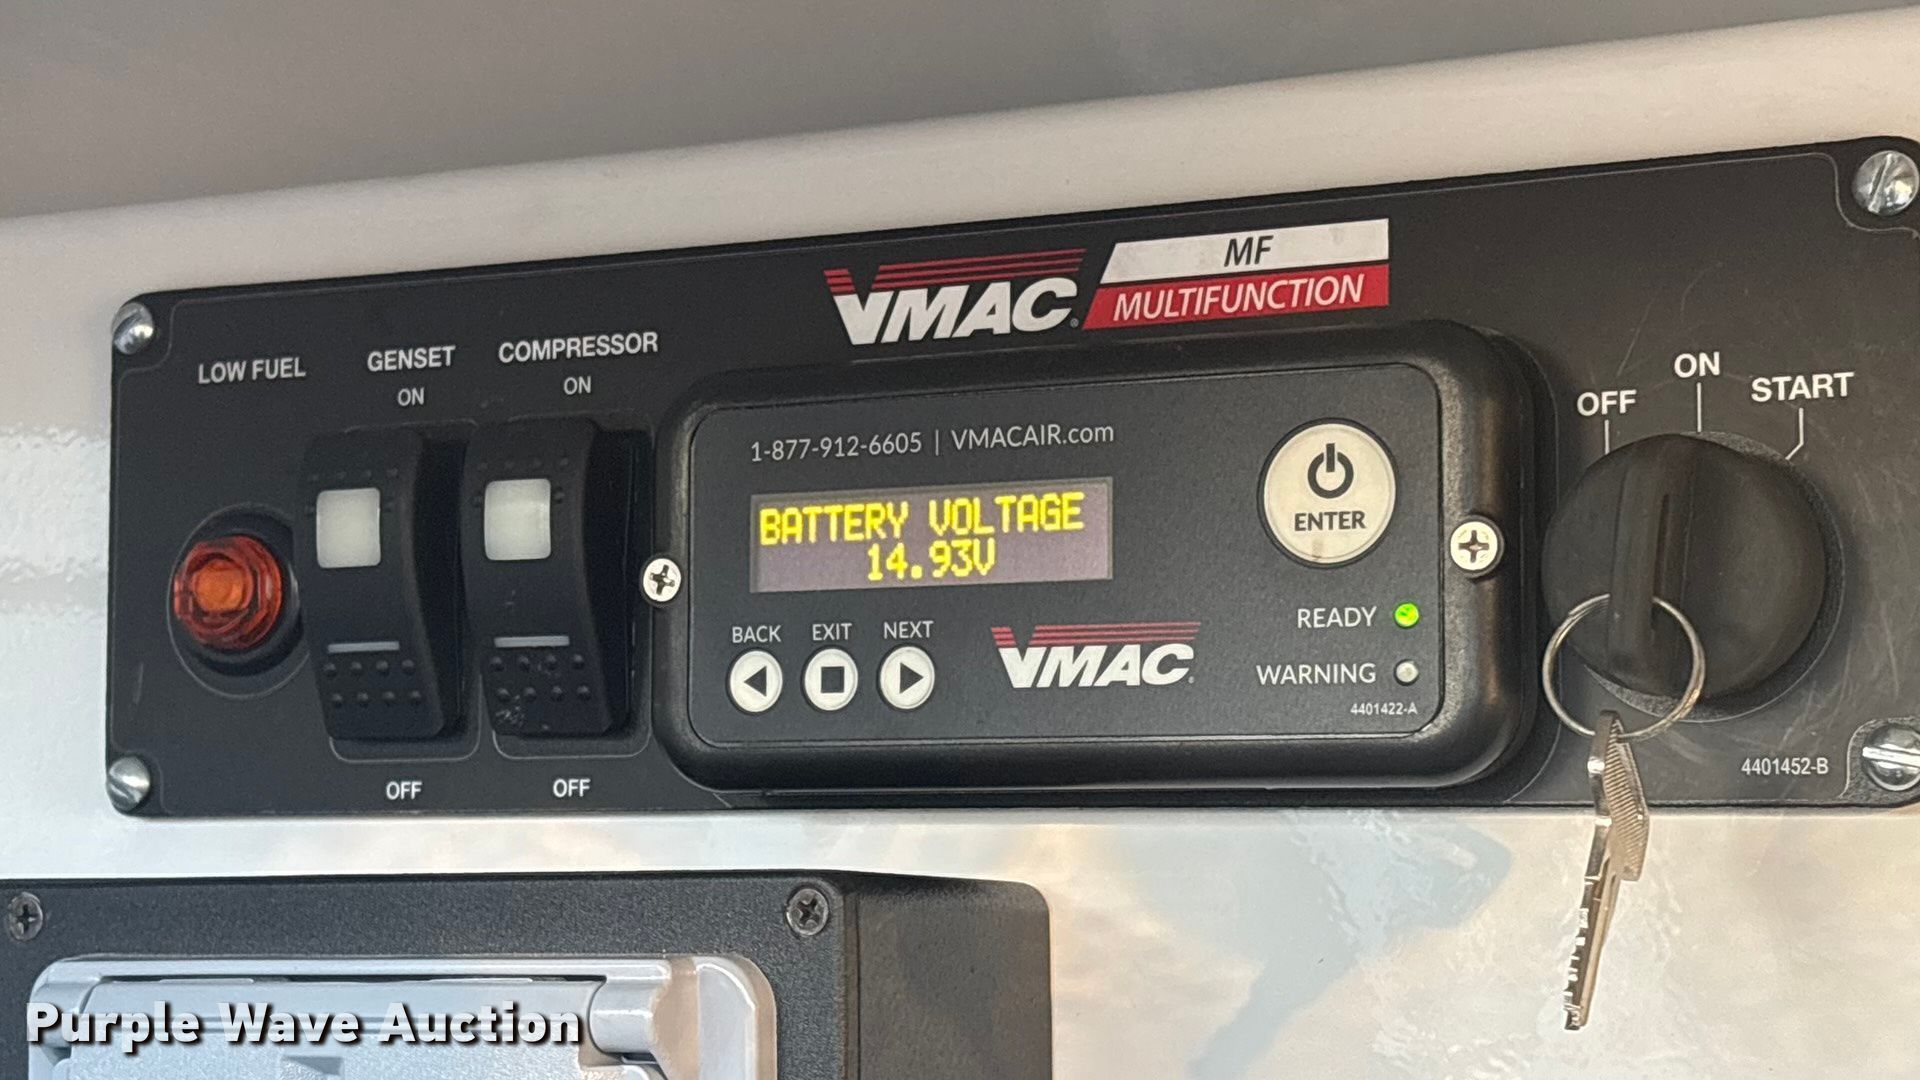 VMAC
MF
MULTIFUNCTION
LOW FUEL
GENSET
ON
OFF
COMPRESSOR
ON
OFF
1-877-912-6605 | VMACAIR.com
BATTERY VOLTAGE
14.93V
BACK EXIT NEXT
VMAC
ENTER
READY
WARNING
4401422-A
OFF ON START
4401452-B
Purple Wave Auction